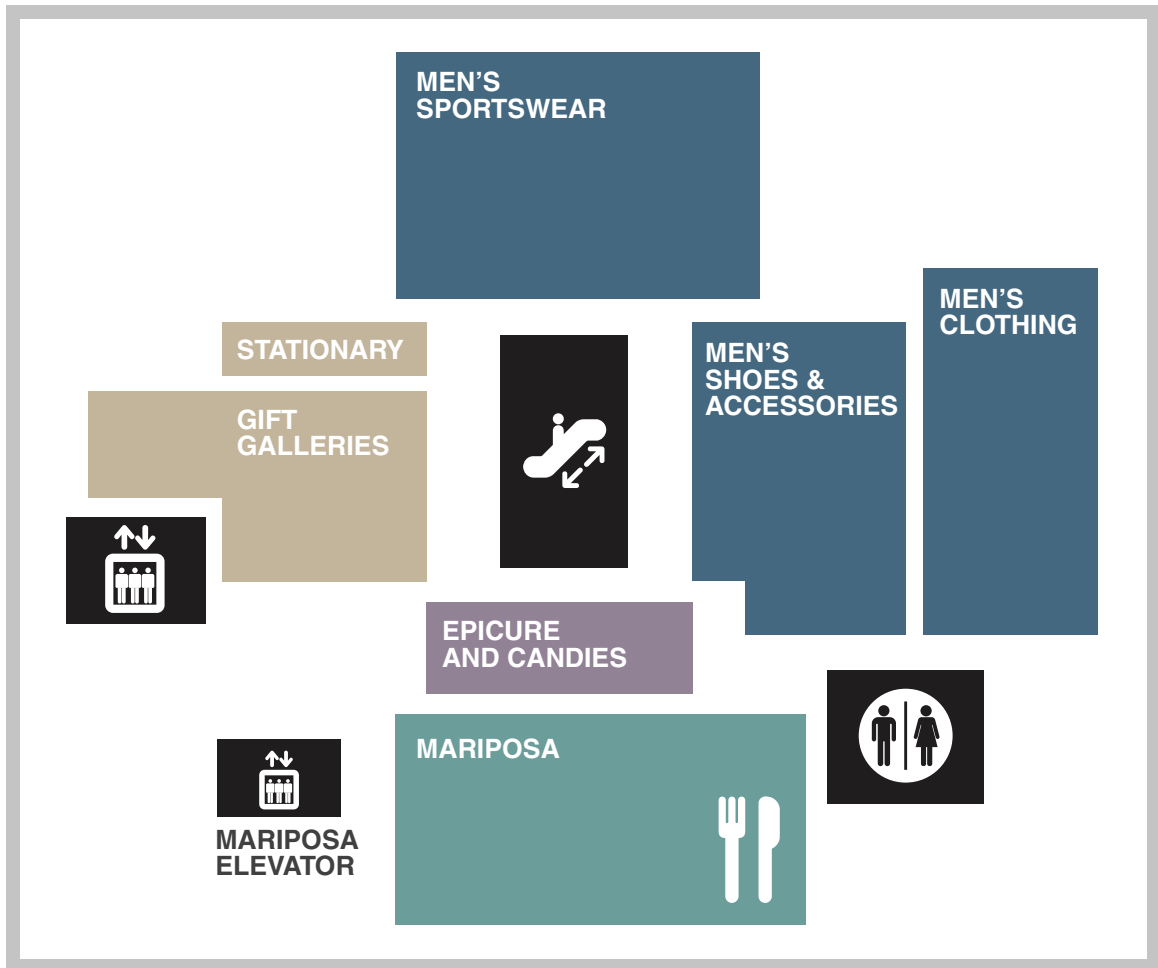 MEN’S
SPORTSWEAR
MEN’S
CLOTHING
STATIONARY
MEN’S
SHOES &
ACCESSORIES
GIFT
GALLERIES
EPICURE
AND CANDIES
MARIPOSA
MARIPOSA
ELEVATOR